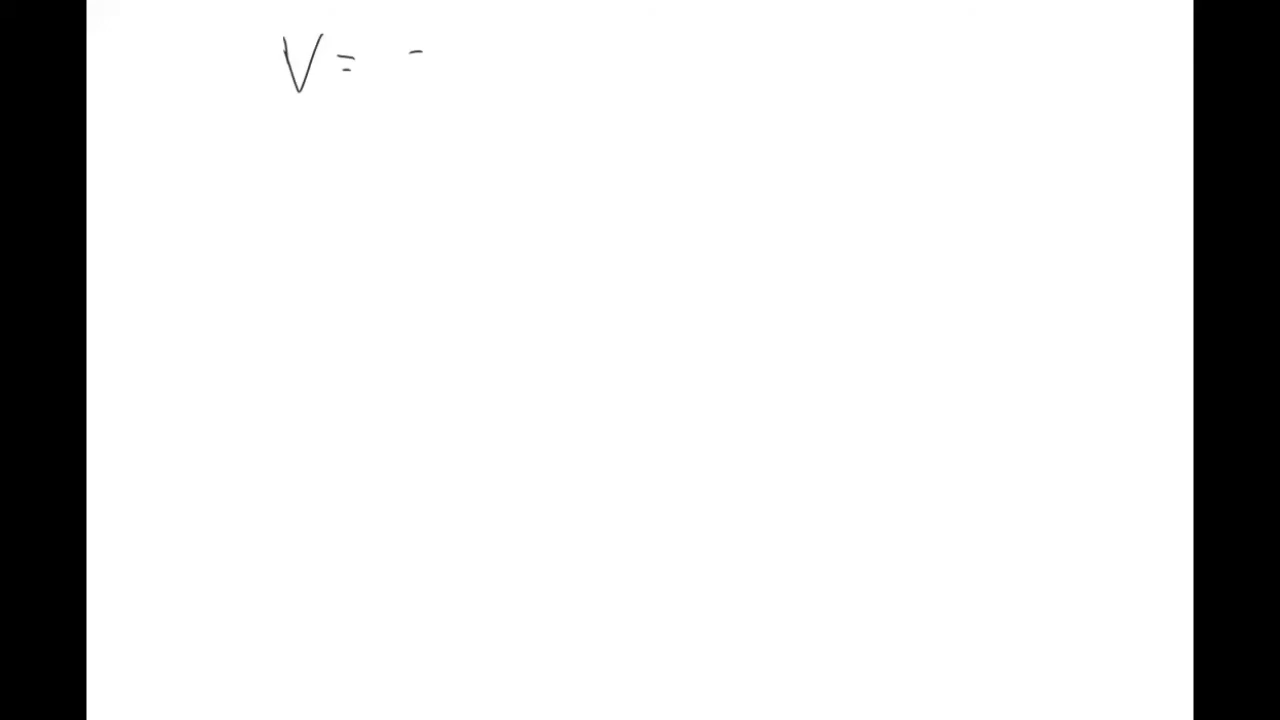 V = -